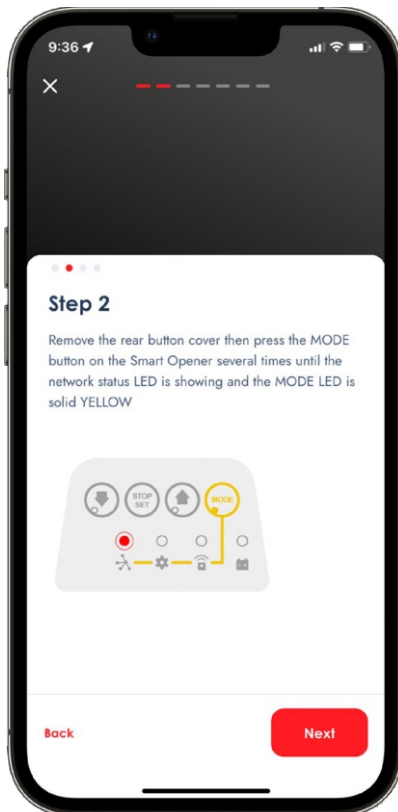 9:36
Step 2
Remove the rear button cover then press the MODE
button on the Smart Opener several times until the
network status LED is showing and the MODE LED is
solid YELLOW
STOP
SET
MODE
Back
Next